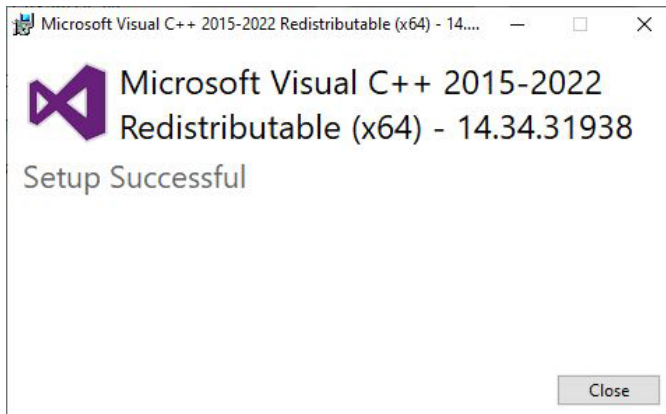 Microsoft Visual C++ 2015-2022 Redistributable (x64) - 14....
Microsoft Visual C++ 2015-2022
Redistributable (x64) - 14.34.31938
Setup Successful
Close